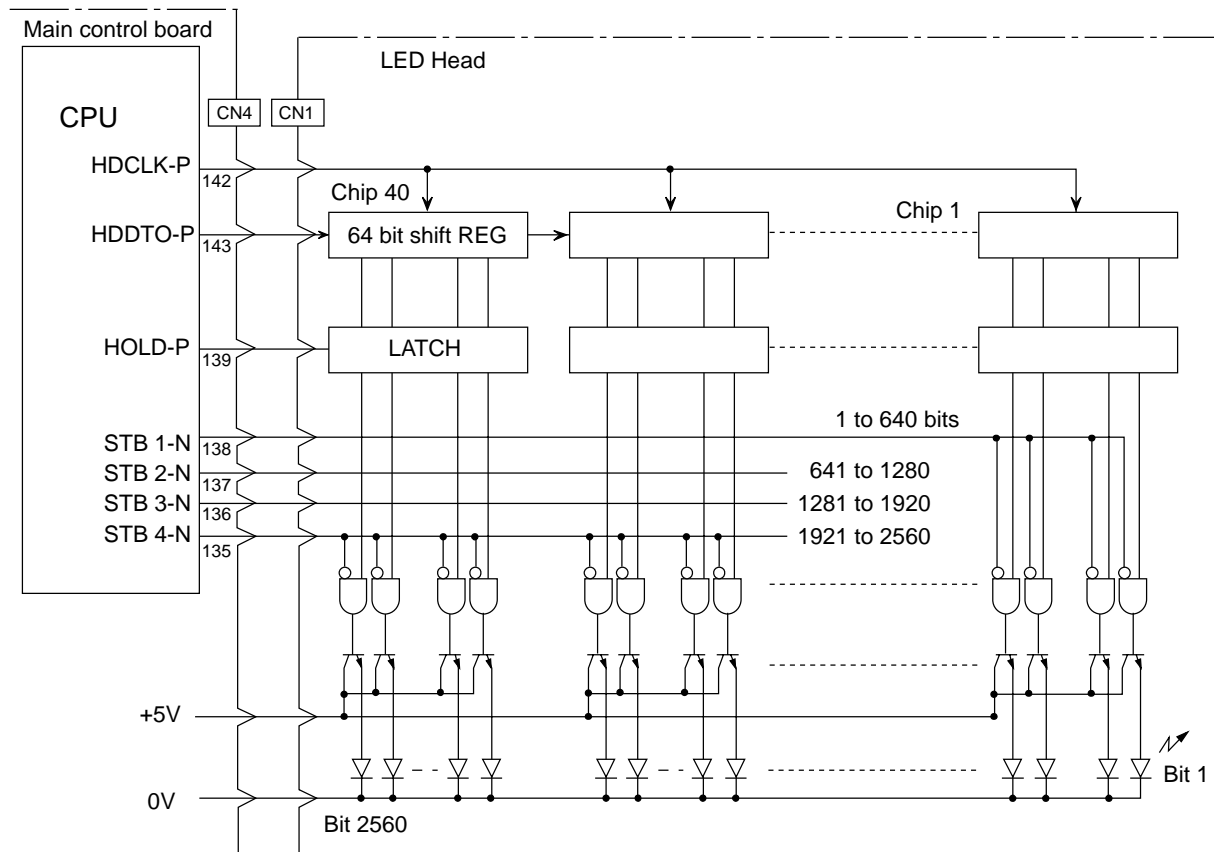 Main control board
LED Head
CPU
CN4
CN1
HDCLK-P
142
Chip 40
HDDTO-P
143
64 bit shift REG
Chip 1
HOLD-P
139
LATCH
1 to 640 bits
STB 1-N
138
STB 2-N
137
641 to 1280
STB 3-N
136
1281 to 1920
STB 4-N
135
1921 to 2560
+5V
Bit 1
0V
Bit 2560